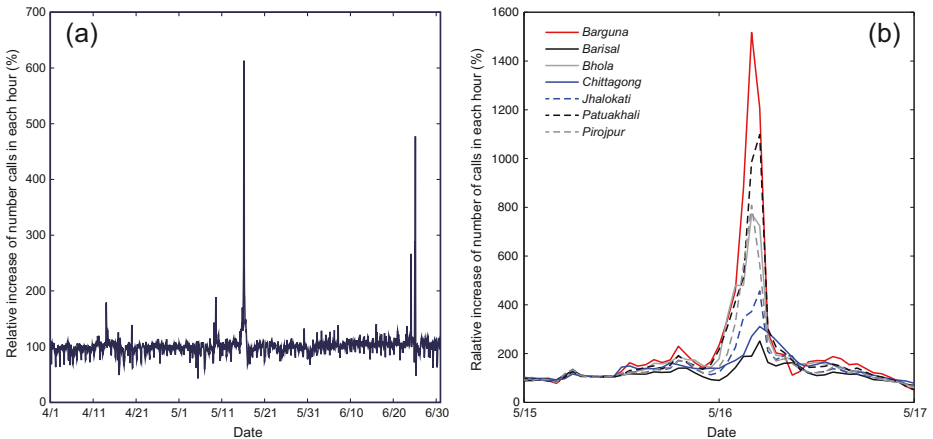 (a)
Relative increase of number calls in each hour (%)
700
600
500
400
300
200
100
0
4/1 4/11 4/21 5/1 5/11 5/21 5/31 6/10 6/20 6/30
Date
(b)
Ralative increase of number of calls in each hour (%)
1600
1400
1200
1000
800
600
400
200
0
Barguna
Barisal
Bhola
Chittagong
Jhalokati
Patuakhali
Pirojpur
5/15 5/16 5/17
Date